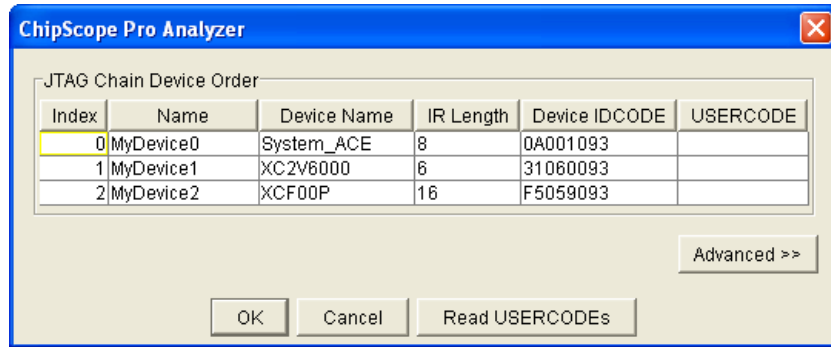 ChipScope Pro Analyzer
JTAG Chain Device Order
Index Name Device Name IR Length Device IDCODE USERCODE
0 MyDevice0 System_ACE 8 0A001093
1 MyDevice1 XC2V6000 6 31060093
2 MyDevice2 XCF00P 16 F5059093
Advanced >>
OK Cancel Read USERCODEs